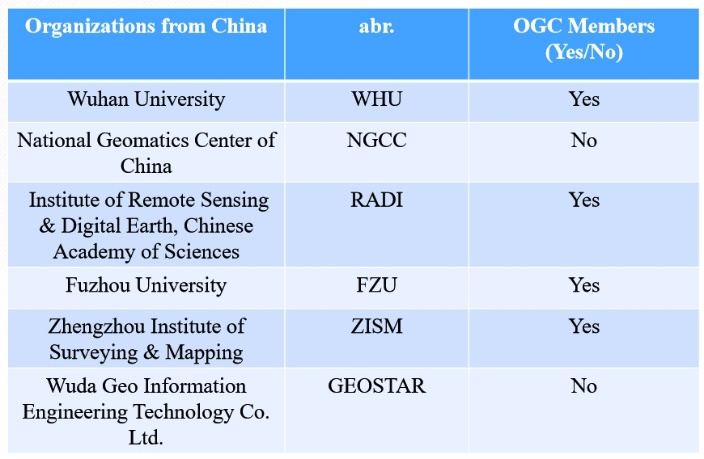 Organizations from China abr. OGC Members
(Yes/No)
Wuhan University WHU Yes
National Geomatics Center of NGCC No
China
Institute of Remote Sensing RADI Yes
& Digital Earth, Chinese
Academy of Sciences
Fuzhou University FZU Yes
Zhengzhou Institute of ZISM Yes
Surveying & Mapping
Wuda Geo Information GEOSTAR No
Engineering Technology Co.
Ltd.